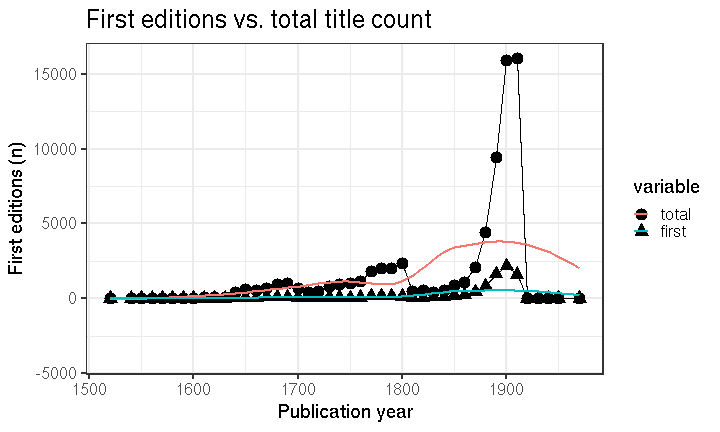 First editions vs. total title count
First editions (n)
15000
10000
5000
0
-5000
1500 1600 1700 1800 1900
Publication year
variable
total
first